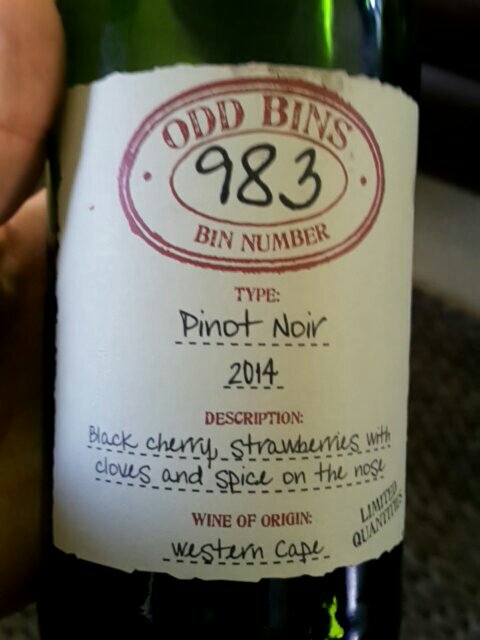 ODD BINS
983
BIN NUMBER
TYPE:
Pinot Noir
2014
DESCRIPTION:
Black cherry, strawberries with
cloves and spice on the nose
WINE OF ORIGIN:
western Cape
LIMITED
QUANTITIES